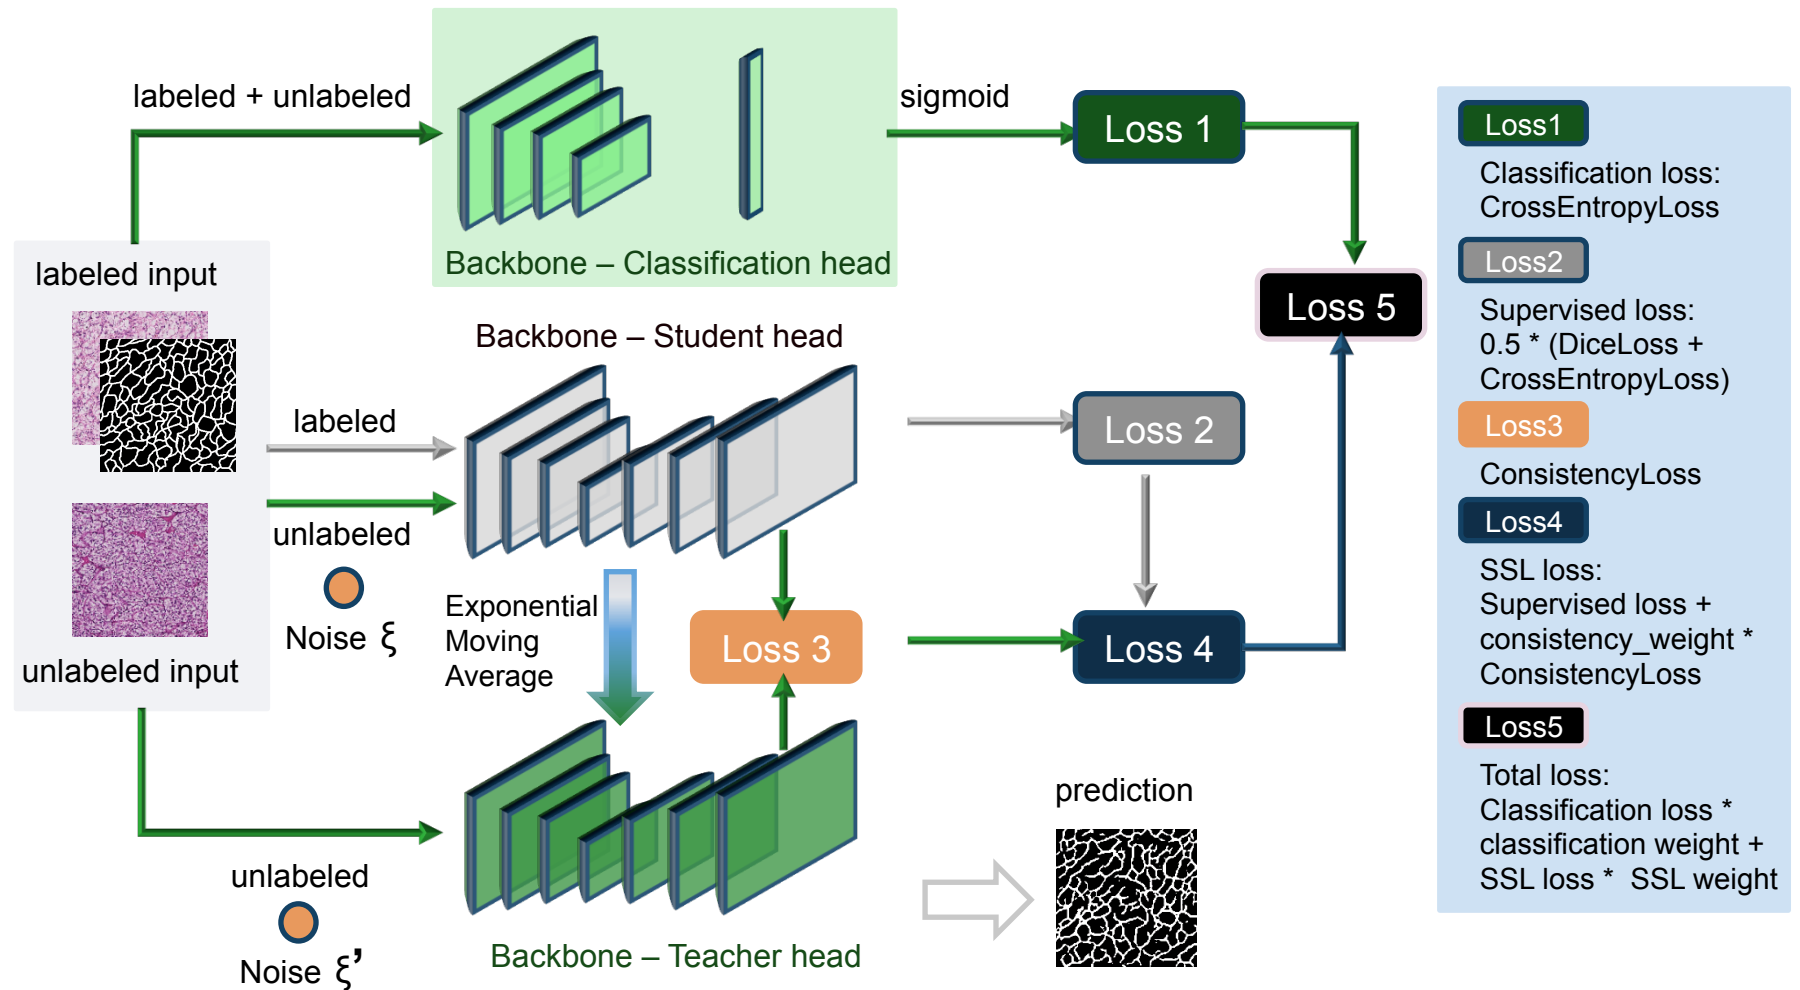 labeled + unlabeled
sigmoid
Loss 1
Backbone – Classification head
labeled input
Backbone – Student head
Loss 5
labeled
Loss 2
unlabeled
Noise ξ
unlabeled input
Exponential
Moving
Average
Loss 3
Loss 4
unlabeled
Noise ξ’
Backbone – Teacher head
prediction
Loss1
Classification loss:
CrossEntropyLoss
Loss2
Supervised loss:
0.5 * (DiceLoss +
CrossEntropyLoss)
Loss3
ConsistencyLoss
Loss4
SSL loss:
Supervised loss +
consistency_weight *
ConsistencyLoss
Loss5
Total loss:
Classification loss *
classification weight +
SSL loss * SSL weight